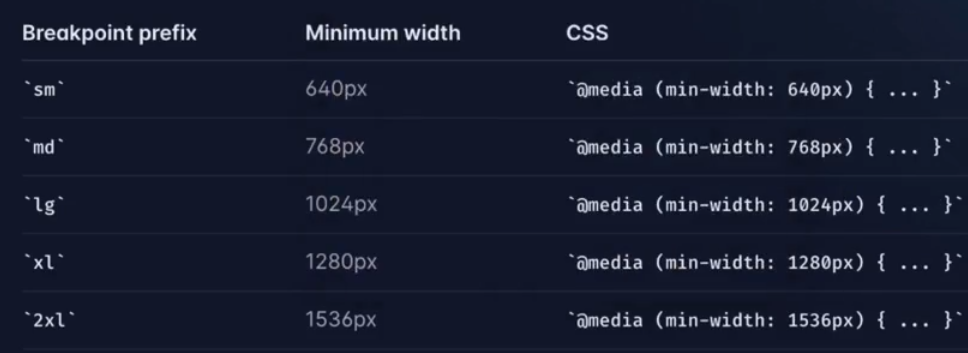 Breakpoint prefix Minimum width CSS
`sm` 640px `@media (min-width: 640px) { ... }`
`md` 768px `@media (min-width: 768px) { ... }`
`lg` 1024px `@media (min-width: 1024px) { ... }`
`xl` 1280px `@media (min-width: 1280px) { ... }`
`2xl` 1536px `@media (min-width: 1536px) { ... }`